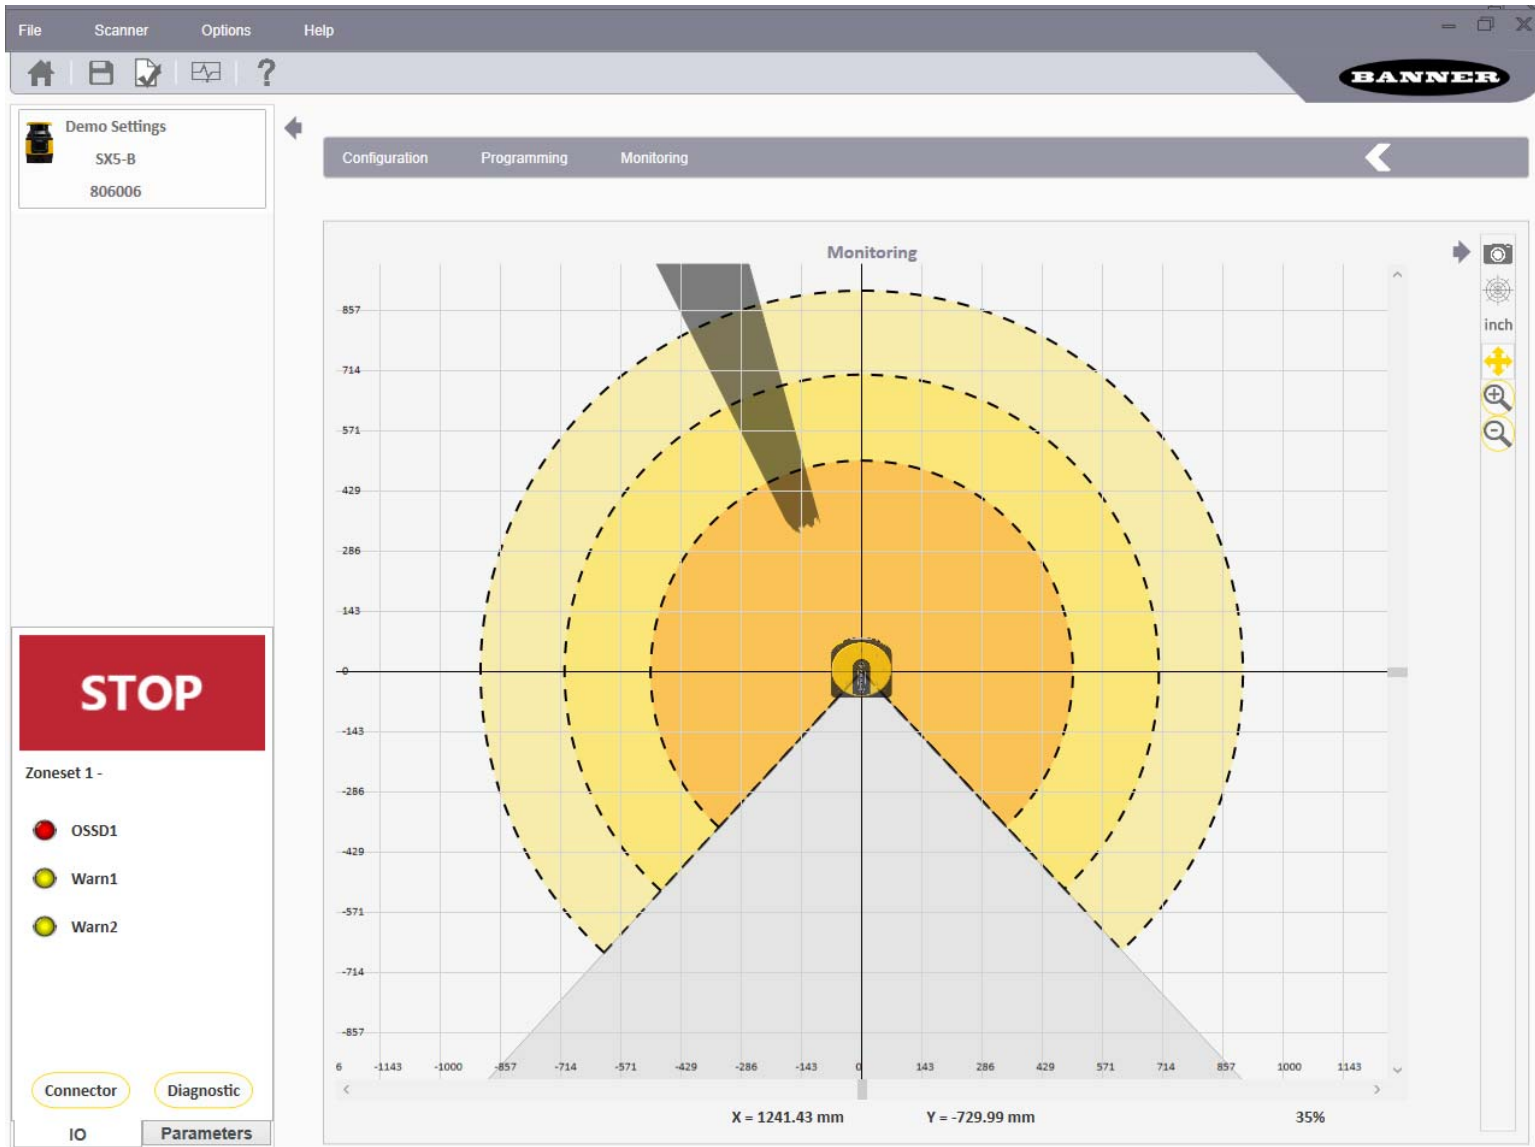 File Scanner Options Help
?
BANNER
Demo Settings
SX5-B
806006
Configuration Programming Monitoring
Monitoring
inch
857
714
571
429
286
143
0
-143
-286
-429
-571
-714
-857
6 -1143 -1000 -857 -714 -571 -429 -286 -143 0 143 286 429 571 714 857 1000 1143
X = 1241.43 mm Y = -729.99 mm 35%
STOP
Zoneset 1 -
OSSD1
Warn1
Warn2
Connector Diagnostic
IO Parameters